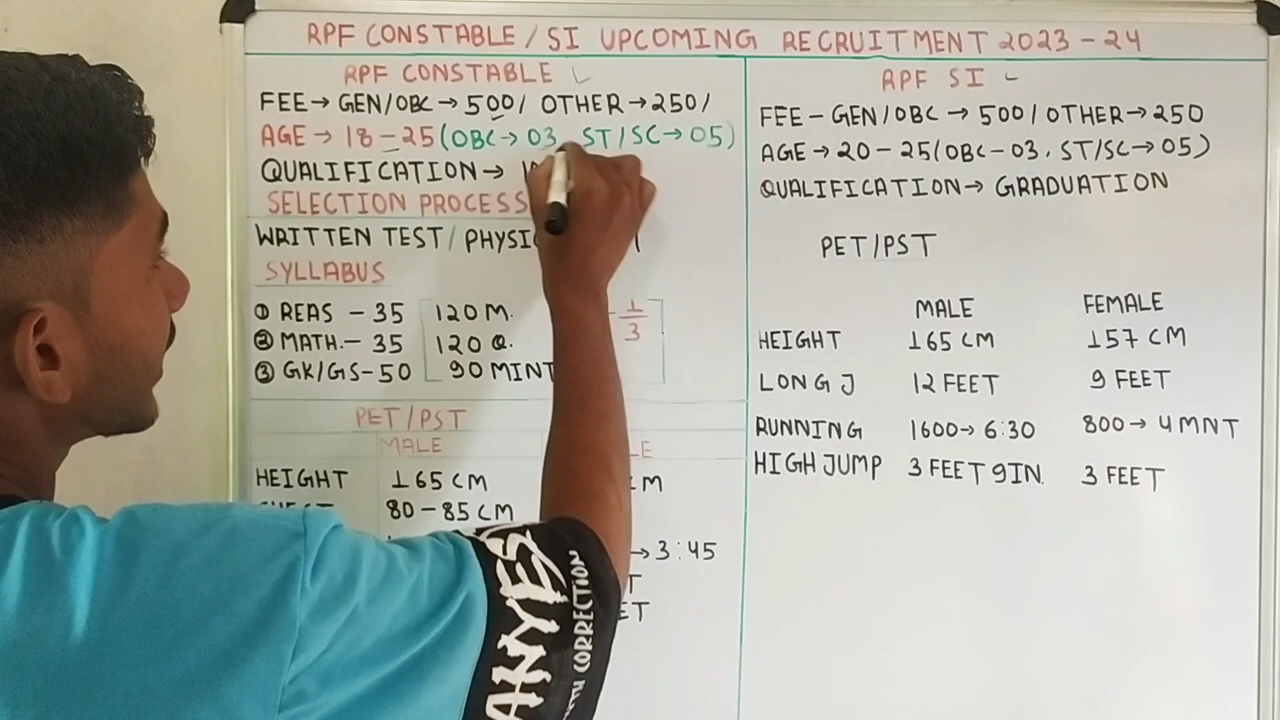 RPF CONSTABLE / SI UPCOMING RECRUITMENT 2023-24
RPF CONSTABLE
FEE → GEN/OBC → 500/ OTHER → 250/
AGE → 18-25 (OBC → 03, ST/SC → 05)
QUALIFICATION →
SELECTION PROCESS
WRITTEN TEST/
SYLLABUS
① REAS - 35 120 M.
② MATH.- 35 120 Q.
③ GK/GS-50 90 MINT
1/3
PET/PST
MALE
HEIGHT 165 CM
80-85 CM
→ 3:45
RPF SI
FEE - GEN/OBC → 500/ OTHER → 250
AGE → 20-25 (OBC-03, ST/SC → 05)
QUALIFICATION → GRADUATION
PET/PST
MALE FEMALE
HEIGHT 165 CM 157 CM
LONG J 12 FEET 9 FEET
RUNNING 1600 → 6:30 800 → 4 MNT
HIGH JUMP 3 FEET 9IN. 3 FEET
ANYES
CORRECTION